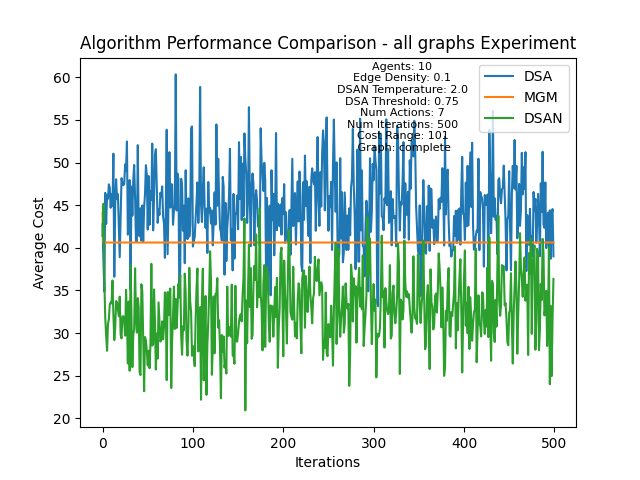 Algorithm Performance Comparison - all graphs Experiment
Agents: 10
Edge Density: 0.1
DSAN Temperature: 2.0
DSA Threshold: 0.75
Num Actions: 7
Num Iterations: 500
Cost Range: 101
Graph: complete
DSA
MGM
DSAN
Average Cost
60
55
50
45
40
35
30
25
20
0
100
200
300
400
500
Iterations